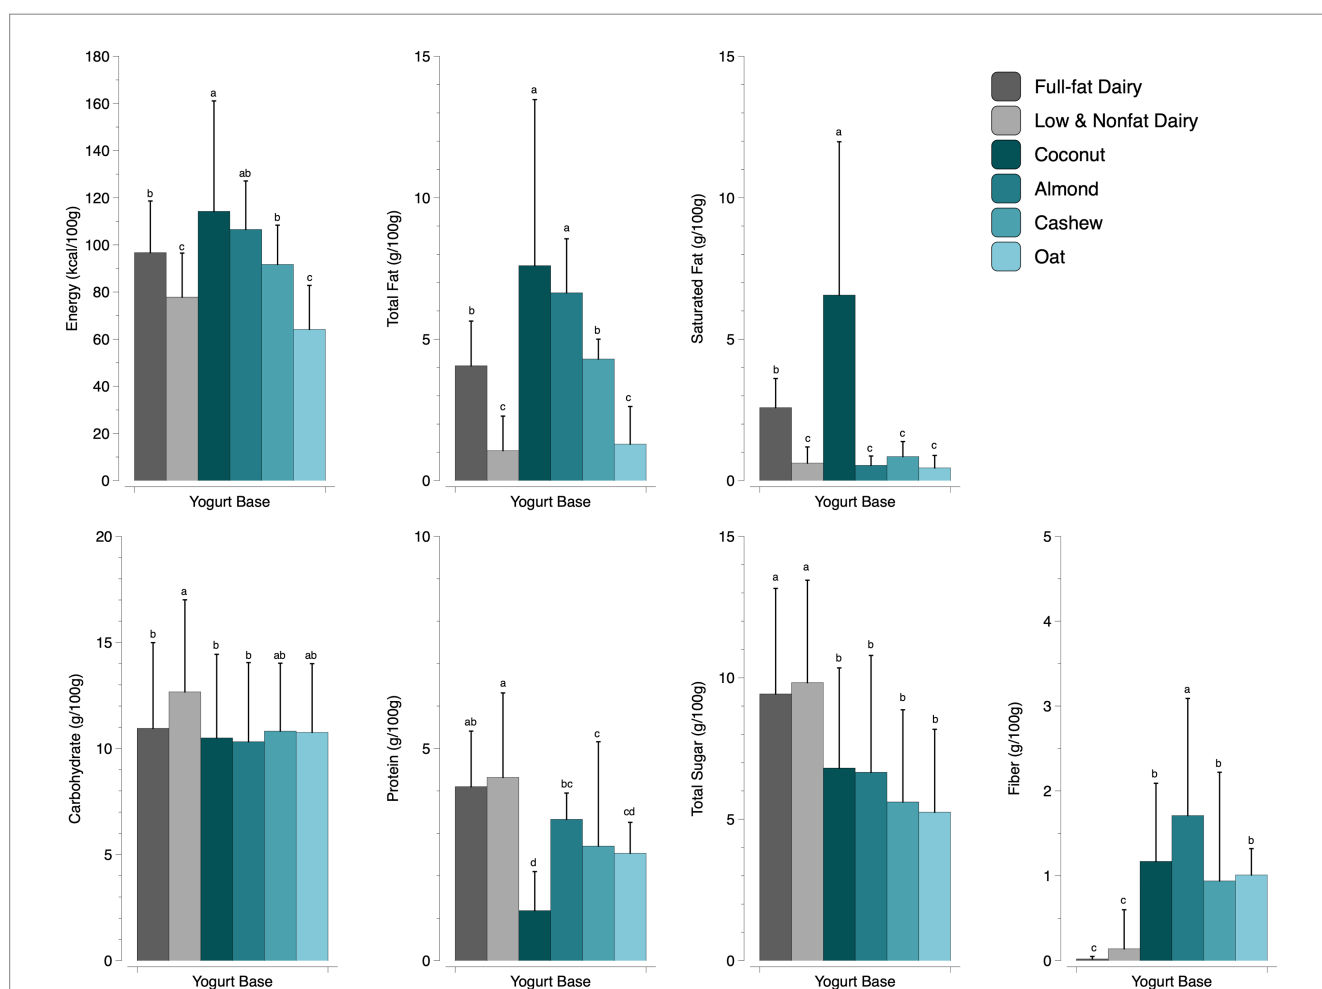 180
160
140
120
100
80
60
40
20
0
Energy (kcal/100g)
b
c
a
ab
b
c
Yogurt Base
15
10
5
0
Total Fat (g/100g)
b
c
a
a
b
c
Yogurt Base
15
10
5
0
Saturated Fat (g/100g)
b
c
a
c
c
c
Yogurt Base
Full-fat Dairy
Low & Nonfat Dairy
Coconut
Almond
Cashew
Oat
20
15
10
5
0
Carbohydrate (g/100g)
b
a
b
b
ab
ab
Yogurt Base
10
5
0
Protein (g/100g)
ab
a
d
bc
c
cd
Yogurt Base
15
10
5
0
Total Sugar (g/100g)
a
a
b
b
b
b
Yogurt Base
5
4
3
2
1
0
Fiber (g/100g)
c
c
b
a
b
b
Yogurt Base